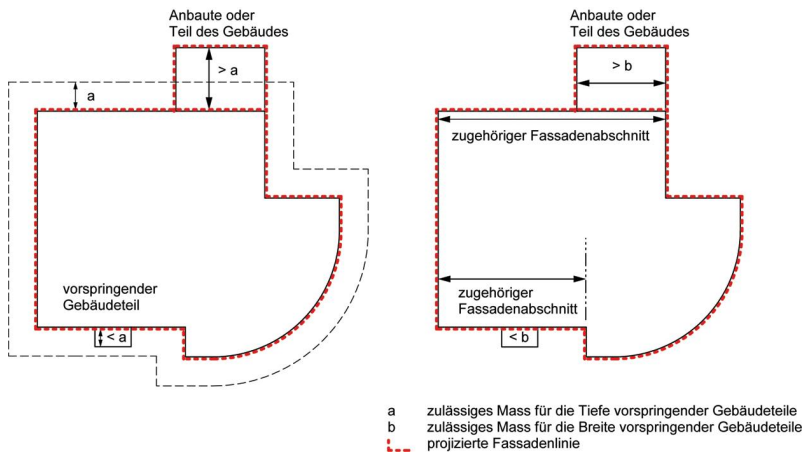 Anbaute oder
Teil des Gebäudes
> a
a
vorspringender
Gebäudeteil
< a
Anbaute oder
Teil des Gebäudes
> b
zugehöriger Fassadenabschnitt
zugehöriger
Fassadenabschnitt
< b
a zulässiges Mass für die Tiefe vorspringender Gebäudeteile
b zulässiges Mass für die Breite vorspringender Gebäudeteile
projizierte Fassadenlinie